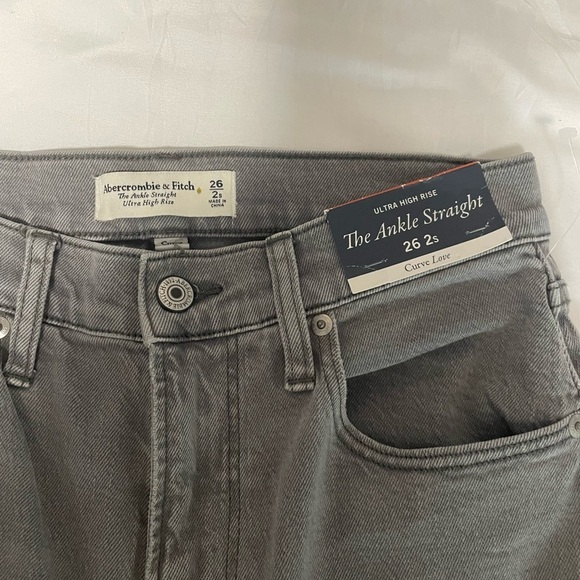 Abercrombie & Fitch
The Ankle Straight
Ultra High Rise
26
2S
MADE IN
CHINA
ULTRA HIGH RISE
The Ankle Straight
26 2S
Curve Love